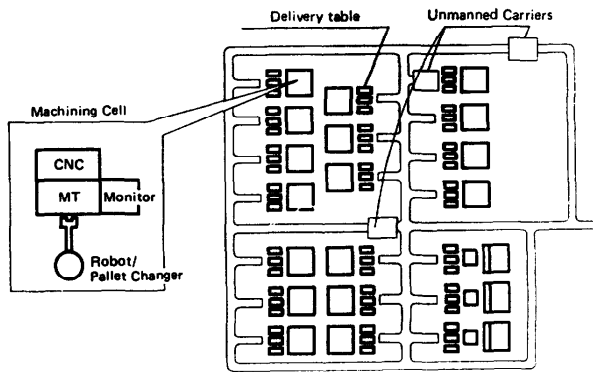 Delivery table
Unmanned Carriers
Machining Cell
CNC
MT
Monitor
Robot/
Pallet Changer